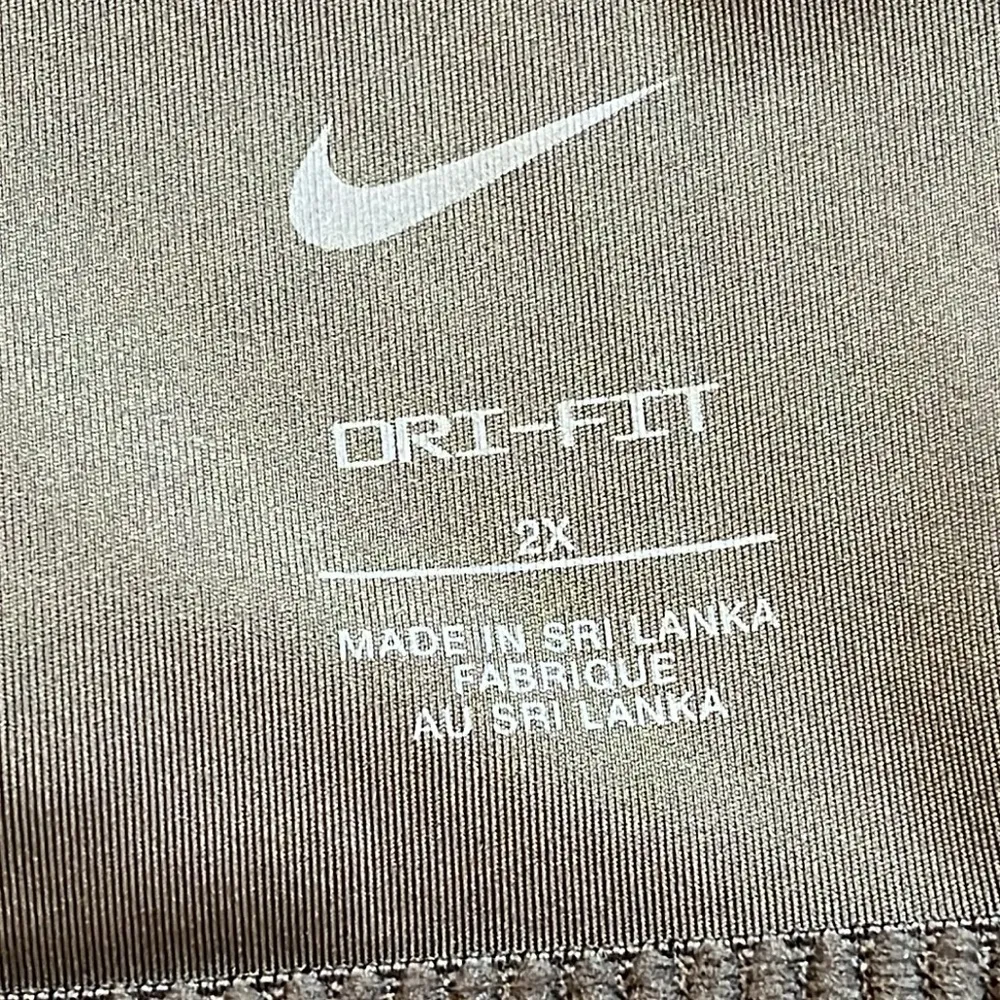 DRI-FIT
2X
MADE IN SRI LANKA
FABRIQUE
AU SRI LANKA